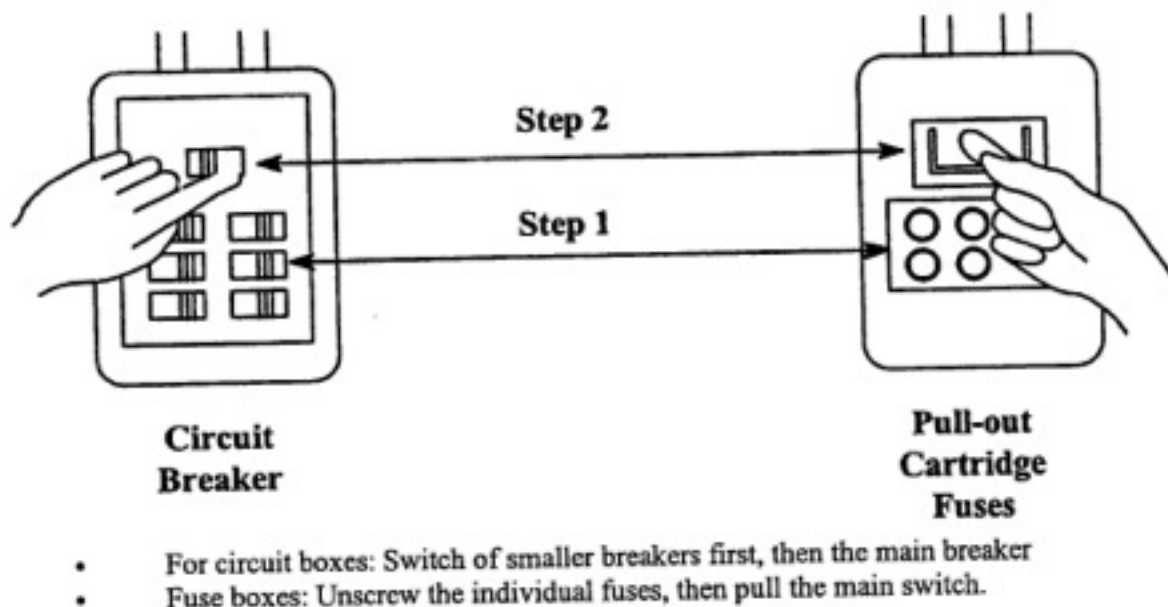 Step 2
Step 1
Circuit
Breaker
Pull-out
Cartridge
Fuses
• For circuit boxes: Switch of smaller breakers first, then the main breaker
• Fuse boxes: Unscrew the individual fuses, then pull the main switch.